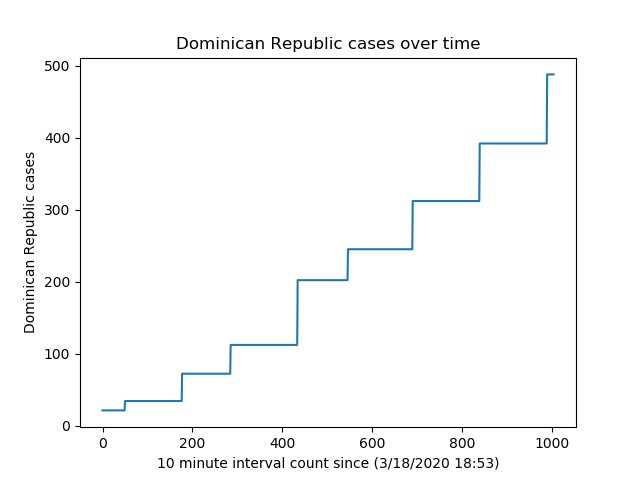 Dominican Republic cases over time
500
400
300
200
100
0
Dominican Republic cases
0 200 400 600 800 1000
10 minute interval count since (3/18/2020 18:53)